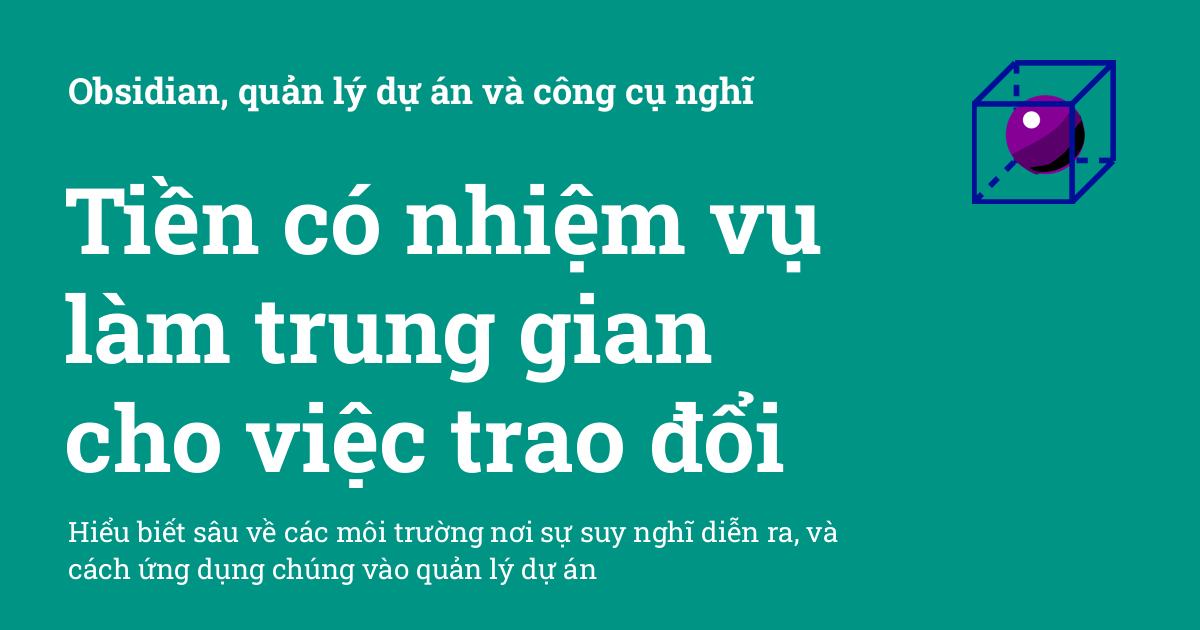 Obsidian, quản lý dự án và công cụ nghĩ
Tiền có nhiệm vụ
làm trung gian
cho việc trao đổi
Hiểu biết sâu về các môi trường nơi sự suy nghĩ diễn ra, và
cách ứng dụng chúng vào quản lý dự án